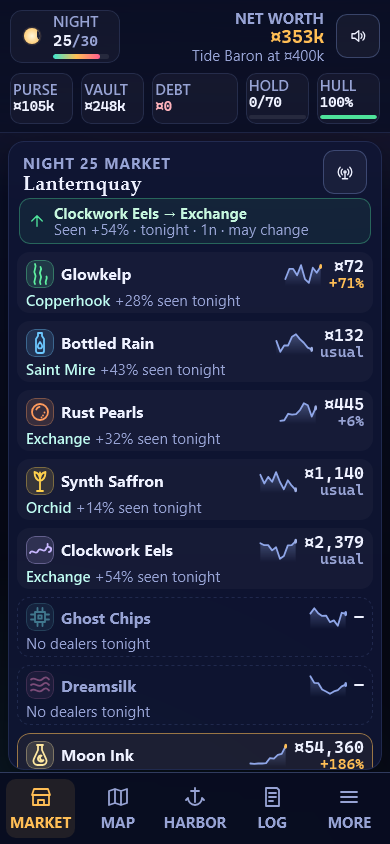 NIGHT
25/30
NET WORTH
¤353k
Tide Baron at ¤400k
PURSE
¤105k
VAULT
¤248k
DEBT
¤0
HOLD
0/70
HULL
100%
NIGHT 25 MARKET
Lanternquay
Clockwork Eels → Exchange
Seen +54% · tonight · 1n · may change
Glowkelp
¤72
+71%
Copperhook +28% seen tonight
Bottled Rain
¤132
usual
Saint Mire +43% seen tonight
Rust Pearls
¤445
+6%
Exchange +32% seen tonight
Synth Saffron
¤1,140
usual
Orchid +14% seen tonight
Clockwork Eels
¤2,379
usual
Exchange +54% seen tonight
Ghost Chips
—
No dealers tonight
Dreamsilk
—
No dealers tonight
Moon Ink
¤54,360
+186%
MARKET
MAP
HARBOR
LOG
MORE